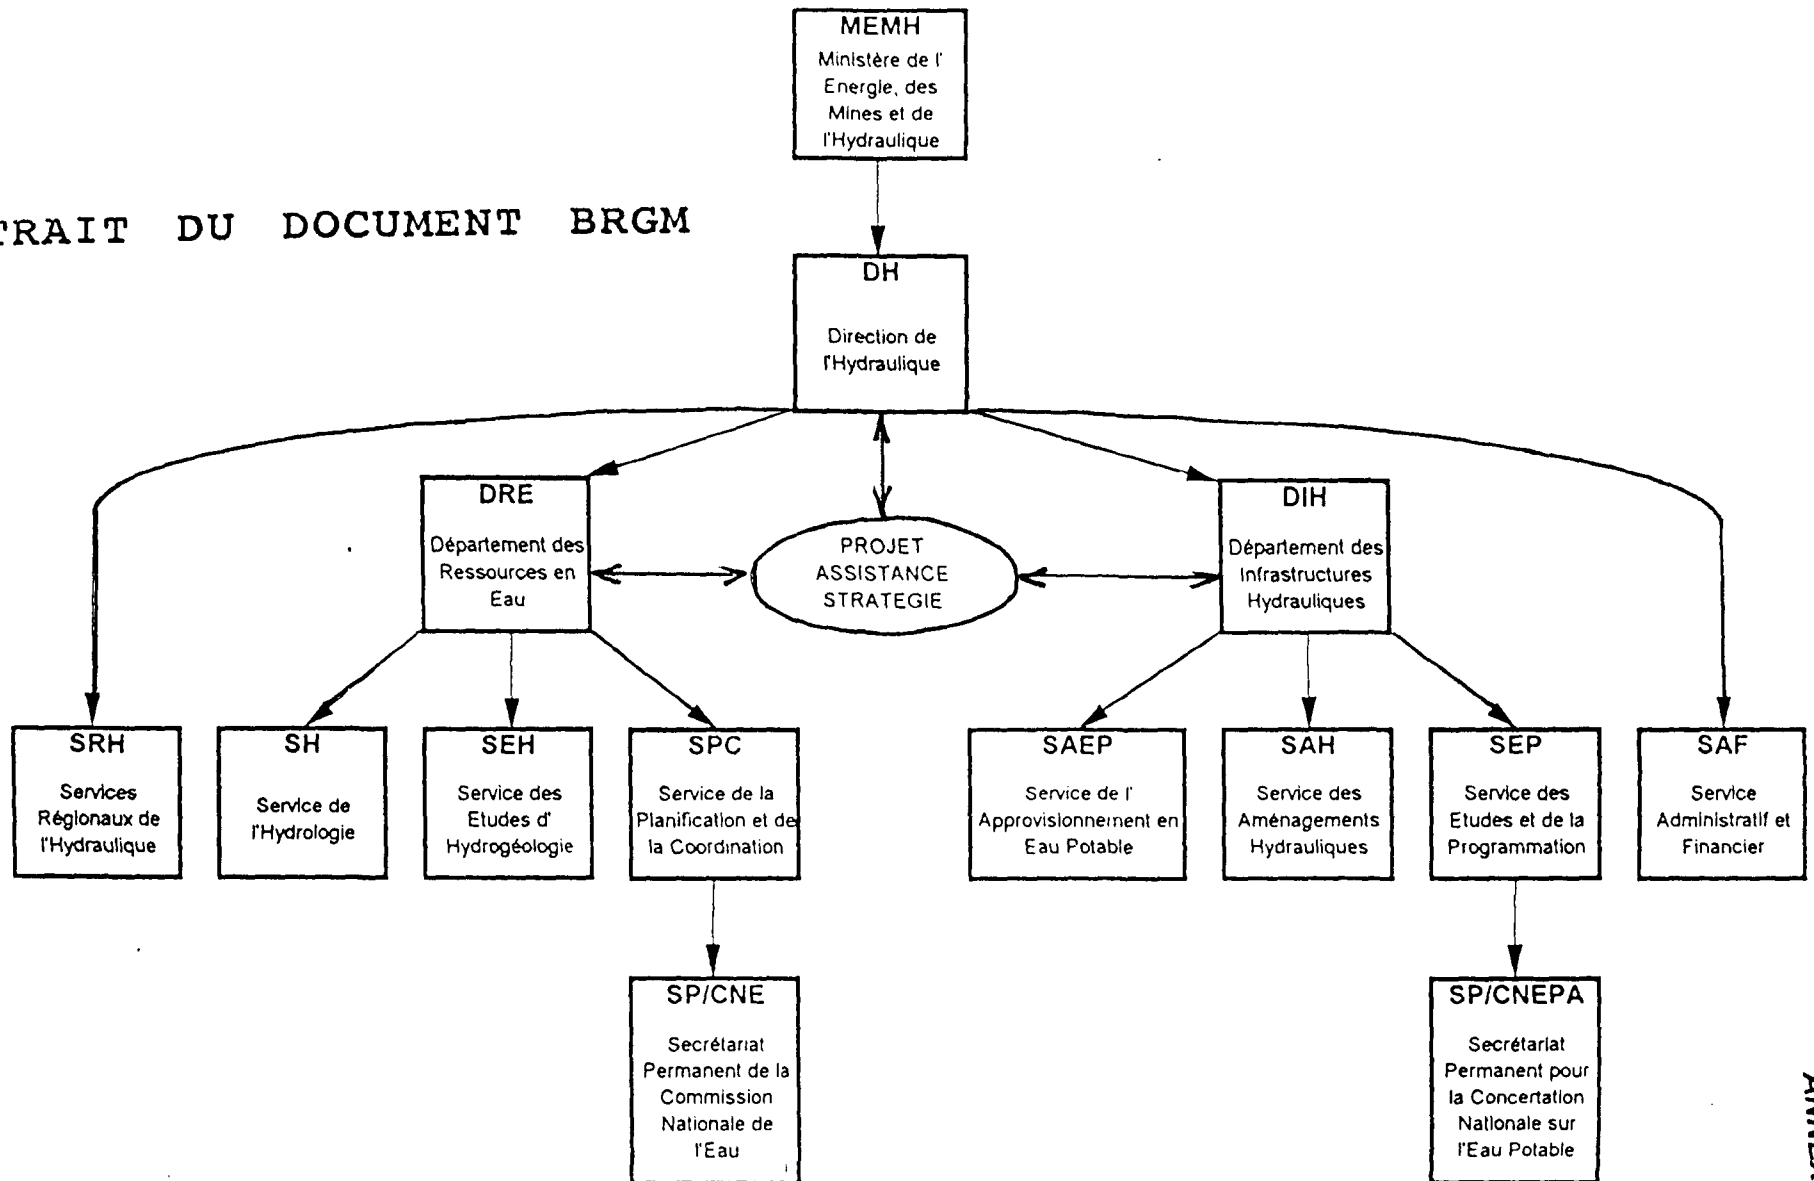 MEMH
Ministère de l'
Energie, des
Mines et de
l'Hydraulique
TRAIT DU DOCUMENT BRGM
DH
Direction de
l'Hydraulique
DRE
Département des
Ressources en
Eau
PROJET
ASSISTANCE
STRATEGIE
DIH
Département des
Infrastructures
Hydrauliques
SRH
Services
Régionaux de
l'Hydraulique
SH
Service de
l'Hydrologie
SEH
Service des
Etudes d'
Hydrogéologie
SPC
Service de la
Planification et de
la Coordination
SAEP
Service de l'
Approvisionnement en
Eau Potable
SAH
Service des
Aménagements
Hydrauliques
SEP
Service des
Etudes et de la
Programmation
SAF
Service
Administratif et
Financier
SP/CNE
Secrétariat
Permanent de la
Commission
Nationale de
l'Eau
SP/CNEPA
Secrétariat
Permanent pour
la Concertation
Nationale sur
l'Eau Potable